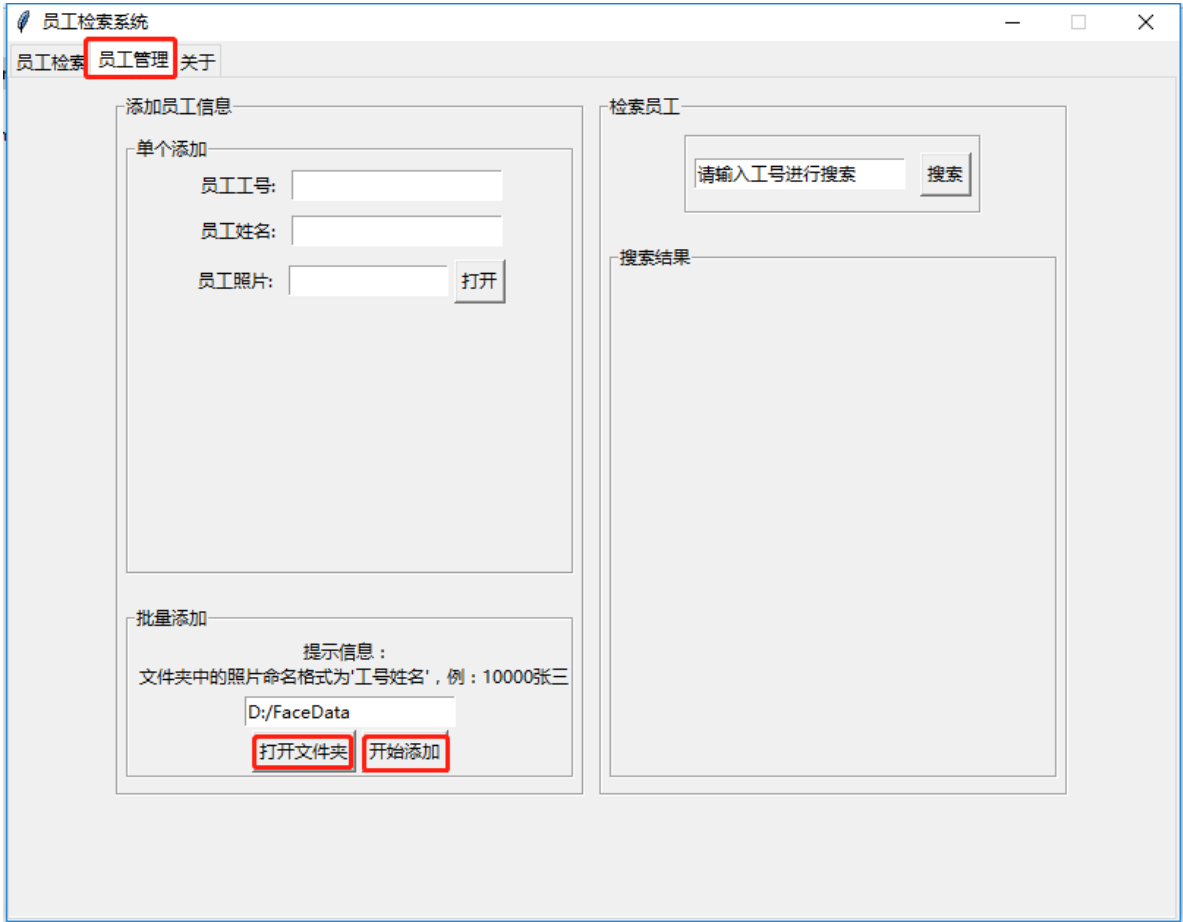 员工检索系统
员工检索 员工管理 关于
添加员工信息
单个添加
员工工号:
员工姓名:
员工照片: 打开
批量添加
提示信息：
文件夹中的照片命名格式为'工号姓名'，例：10000张三
D:/FaceData
打开文件夹 开始添加
检索员工
请输入工号进行搜索 搜索
搜索结果